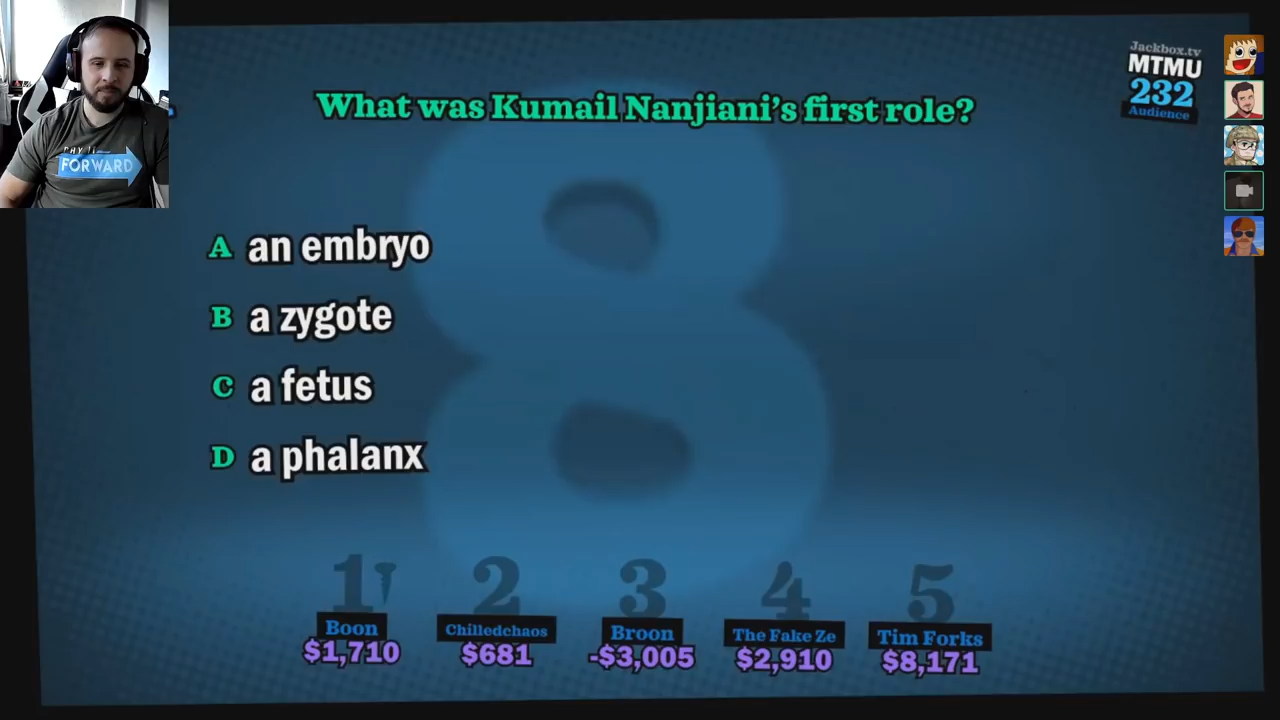 Jackbox.tv
MTMU
232
Audience
What was Kumail Nanjiani's first role?
A an embryo
B a zygote
C a fetus
D a phalanx
FORWARD
8
1 2 3 4 5
Boon Chilledchaos Broon The Fake Ze Tim Forks
$1,710 $681 -$3,005 $2,910 $8,171